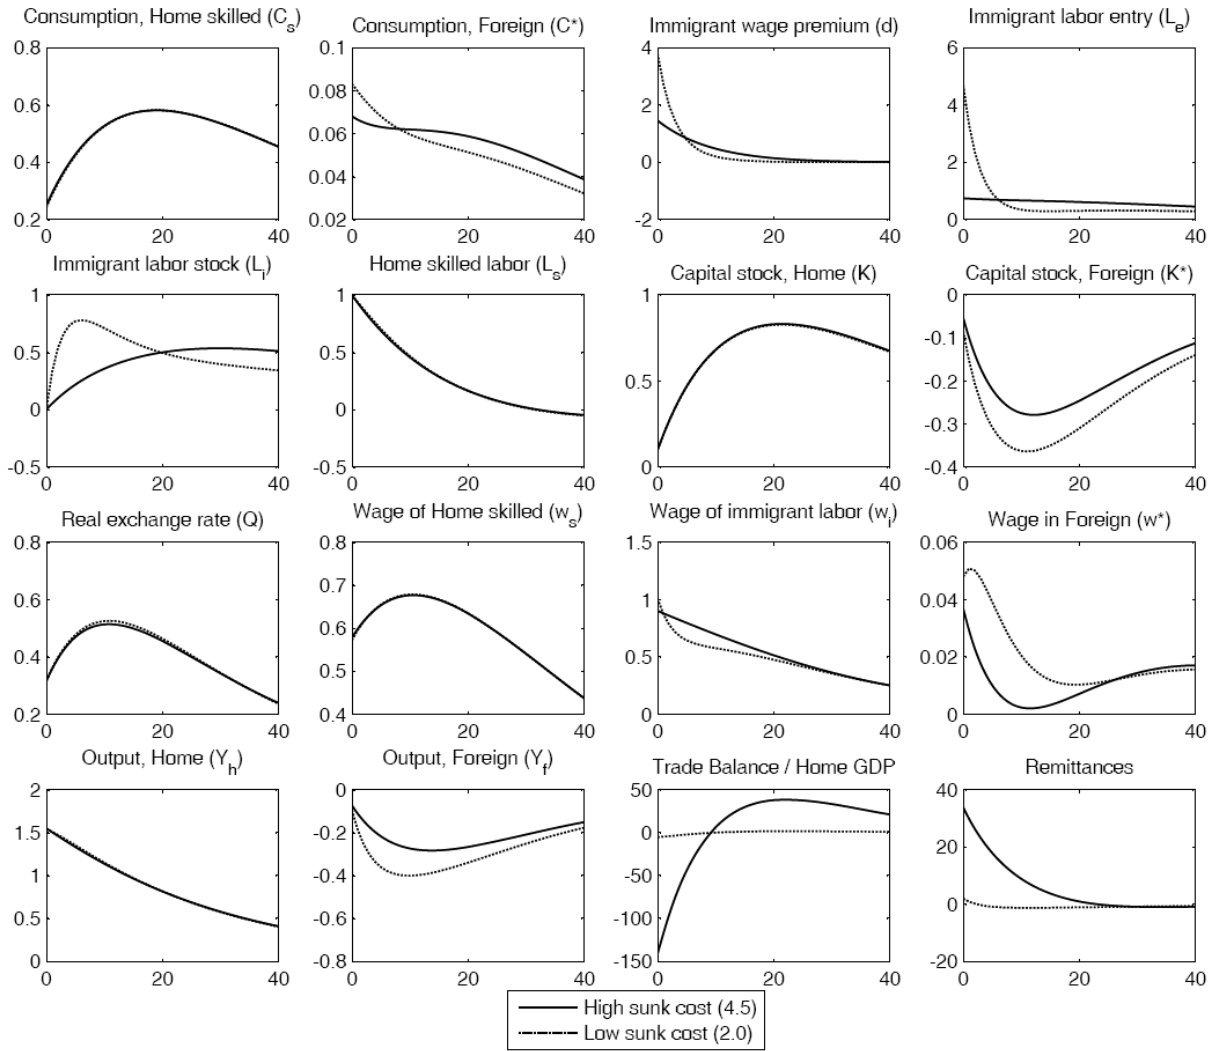 Consumption, Home skilled (Cs)
0.8
0.6
0.4
0.2
0 20 40
Consumption, Foreign (C*)
0.1
0.08
0.06
0.04
0.02
0 20 40
Immigrant wage premium (d)
4
2
0
-2
0 20 40
Immigrant labor entry (Le)
6
4
2
0
0 20 40
Immigrant labor stock (Li)
1
0.5
0
-0.5
0 20 40
Home skilled labor (Ls)
1
0.5
0
-0.5
0 20 40
Capital stock, Home (K)
1
0.5
0
0 20 40
Capital stock, Foreign (K*)
0
-0.1
-0.2
-0.3
-0.4
0 20 40
Real exchange rate (Q)
0.8
0.6
0.4
0.2
0 20 40
Wage of Home skilled (ws)
0.8
0.7
0.6
0.5
0.4
0 20 40
Wage of immigrant labor (wi)
1.5
1
0.5
0
0 20 40
Wage in Foreign (w*)
0.06
0.04
0.02
0
0 20 40
Output, Home (Yh)
2
1.5
1
0.5
0
0 20 40
Output, Foreign (Yf)
0
-0.2
-0.4
-0.6
-0.8
0 20 40
Trade Balance / Home GDP
50
0
-50
-100
-150
0 20 40
Remittances
40
20
0
-20
0 20 40
High sunk cost (4.5)
Low sunk cost (2.0)